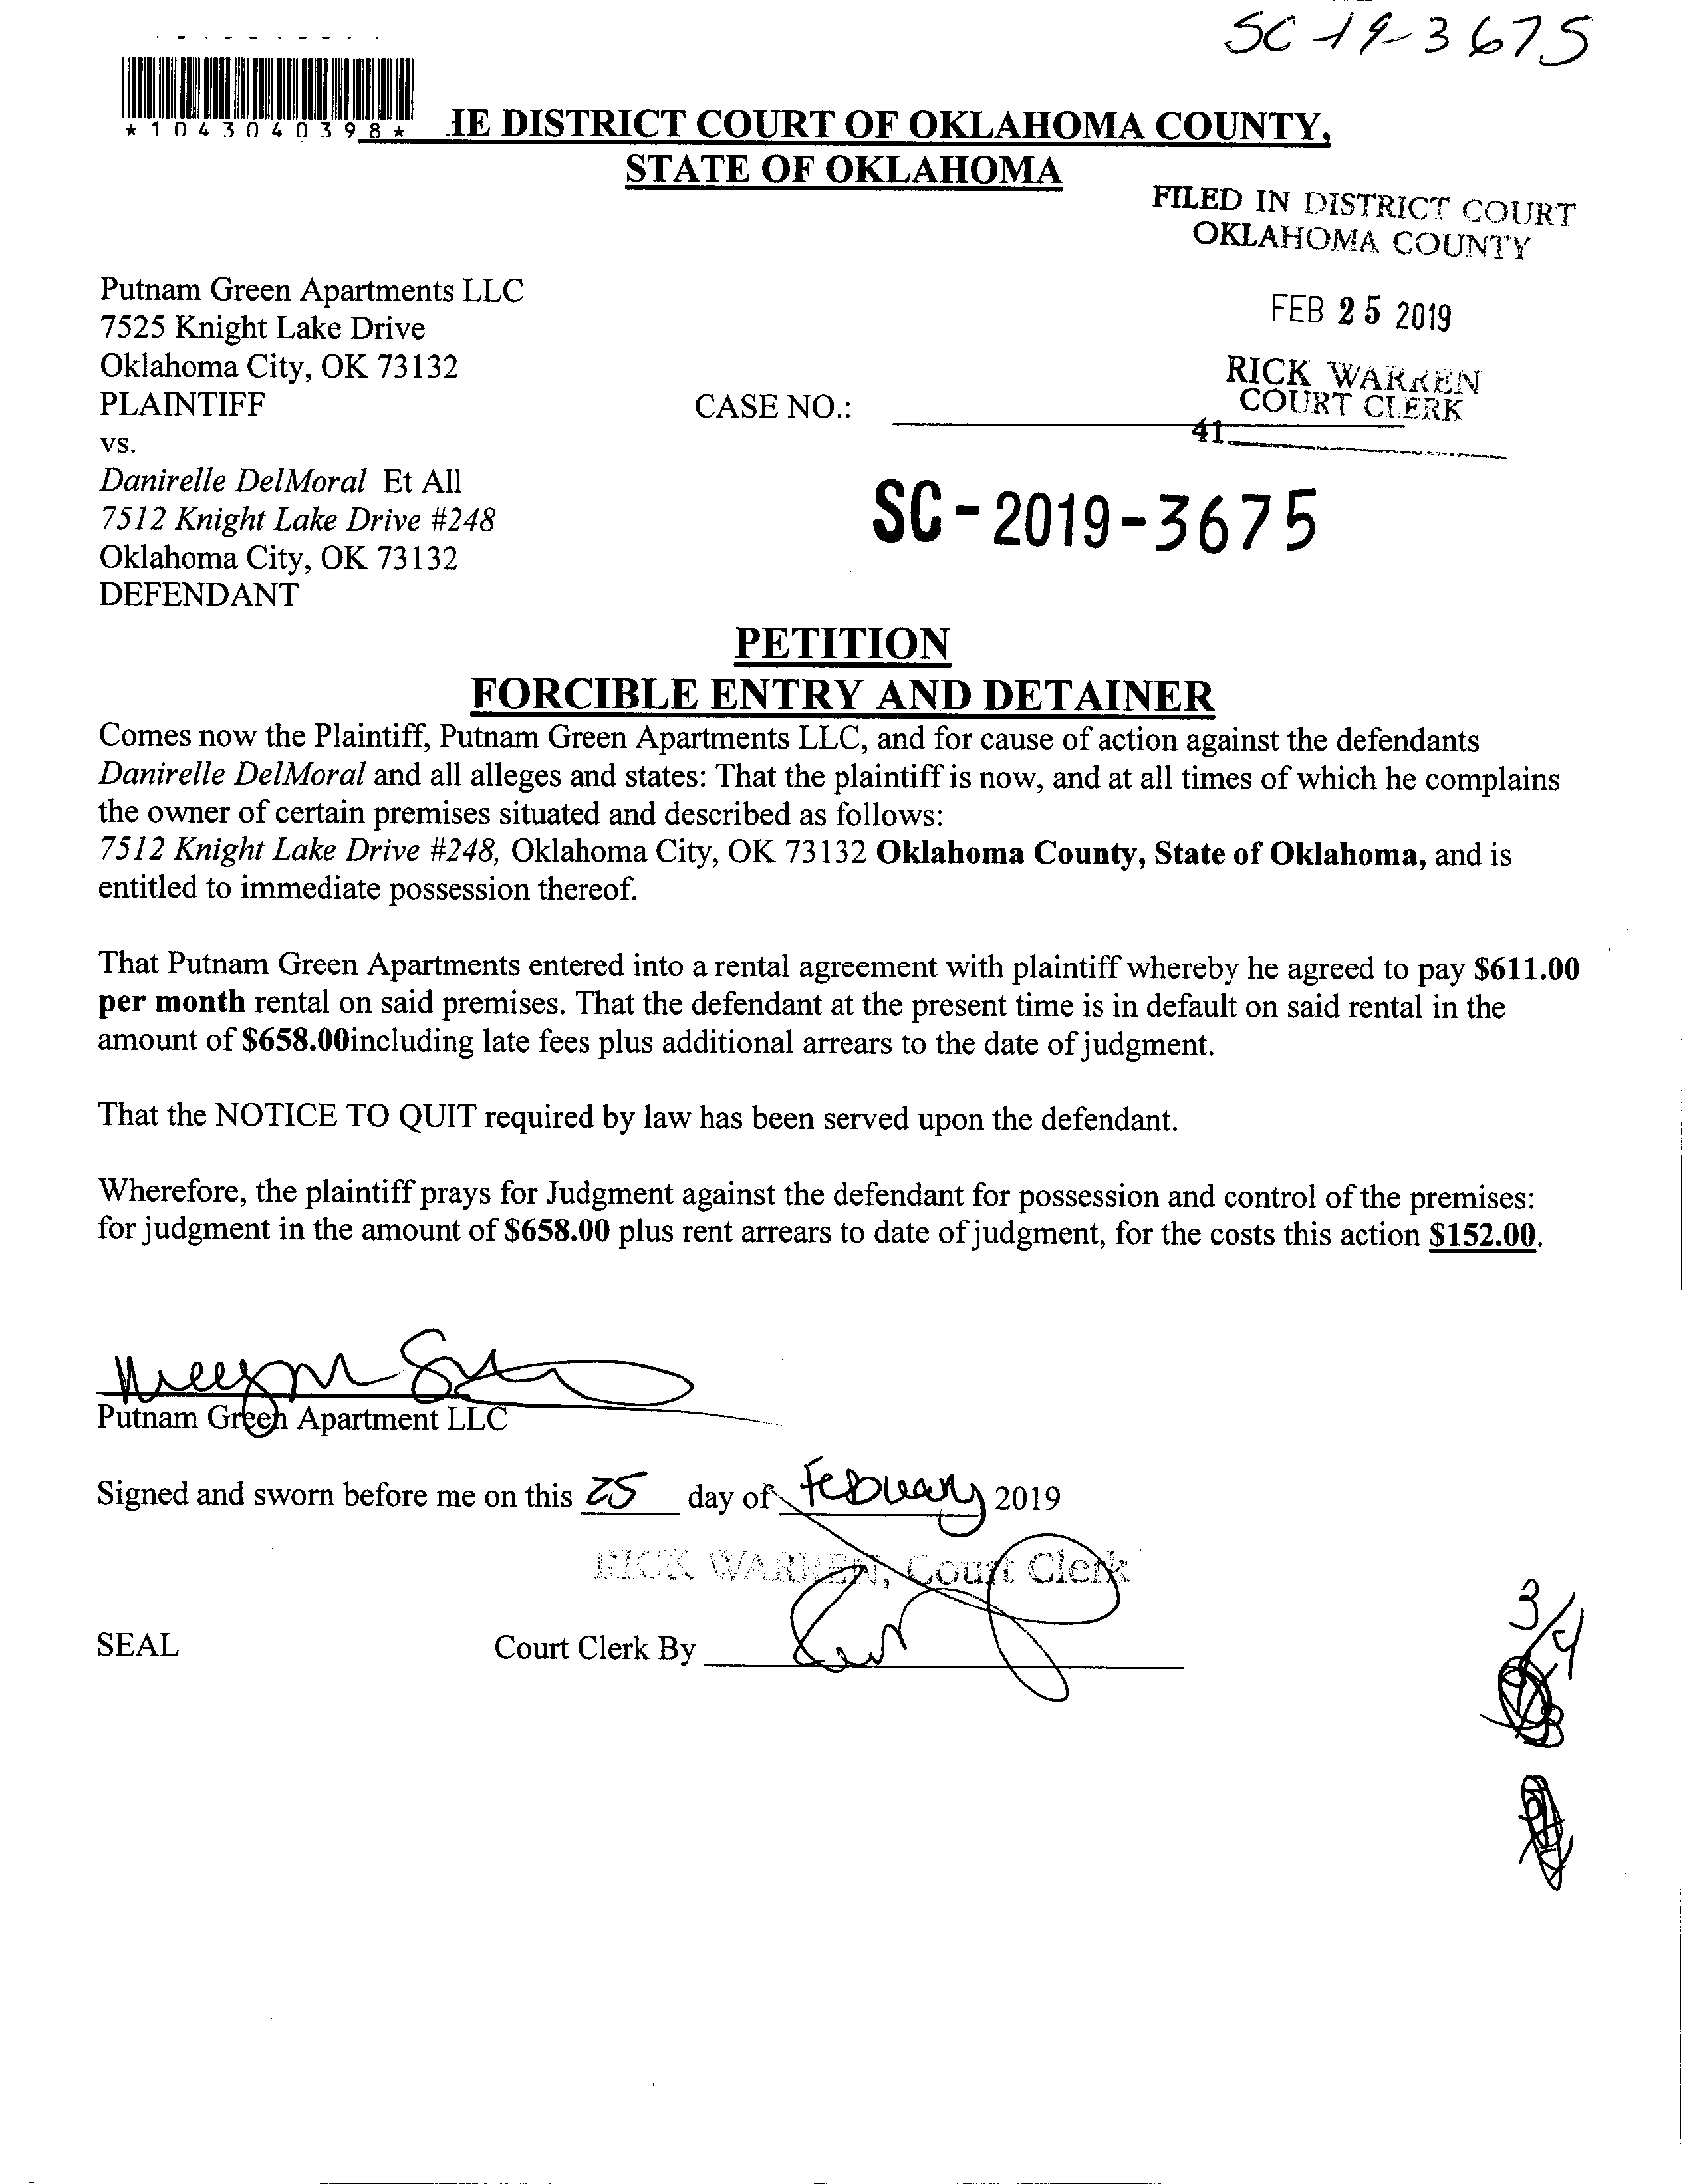 SC-19-3675
*1043040398*
IE DISTRICT COURT OF OKLAHOMA COUNTY,
STATE OF OKLAHOMA
FILED IN DISTRICT COURT
OKLAHOMA COUNTY
FEB 25 2019
RICK WARREN
COURT CLERK
41
Putnam Green Apartments LLC
7525 Knight Lake Drive
Oklahoma City, OK 73132
PLAINTIFF
CASE NO.:
vs.
Danirelle DelMoral Et All
7512 Knight Lake Drive #248
SC-2019-3675
Oklahoma City, OK 73132
DEFENDANT
PETITION
FORCIBLE ENTRY AND DETAINER
Comes now the Plaintiff, Putnam Green Apartments LLC, and for cause of action against the defendants
Danirelle DelMoral and all alleges and states: That the plaintiff is now, and at all times of which he complains
the owner of certain premises situated and described as follows:
7512 Knight Lake Drive #248, Oklahoma City, OK 73132 Oklahoma County, State of Oklahoma, and is
entitled to immediate possession thereof.
That Putnam Green Apartments entered into a rental agreement with plaintiff whereby he agreed to pay $611.00
per month rental on said premises. That the defendant at the present time is in default on said rental in the
amount of $658.00including late fees plus additional arrears to the date of judgment.
That the NOTICE TO QUIT required by law has been served upon the defendant.
Wherefore, the plaintiff prays for Judgment against the defendant for possession and control of the premises:
for judgment in the amount of $658.00 plus rent arrears to date of judgment, for the costs this action $152.00.
Putnam Green Apartment LLC
Signed and sworn before me on this 25 day of Febuary 2019
RICK WARREN, Court Clerk
SEAL
Court Clerk By